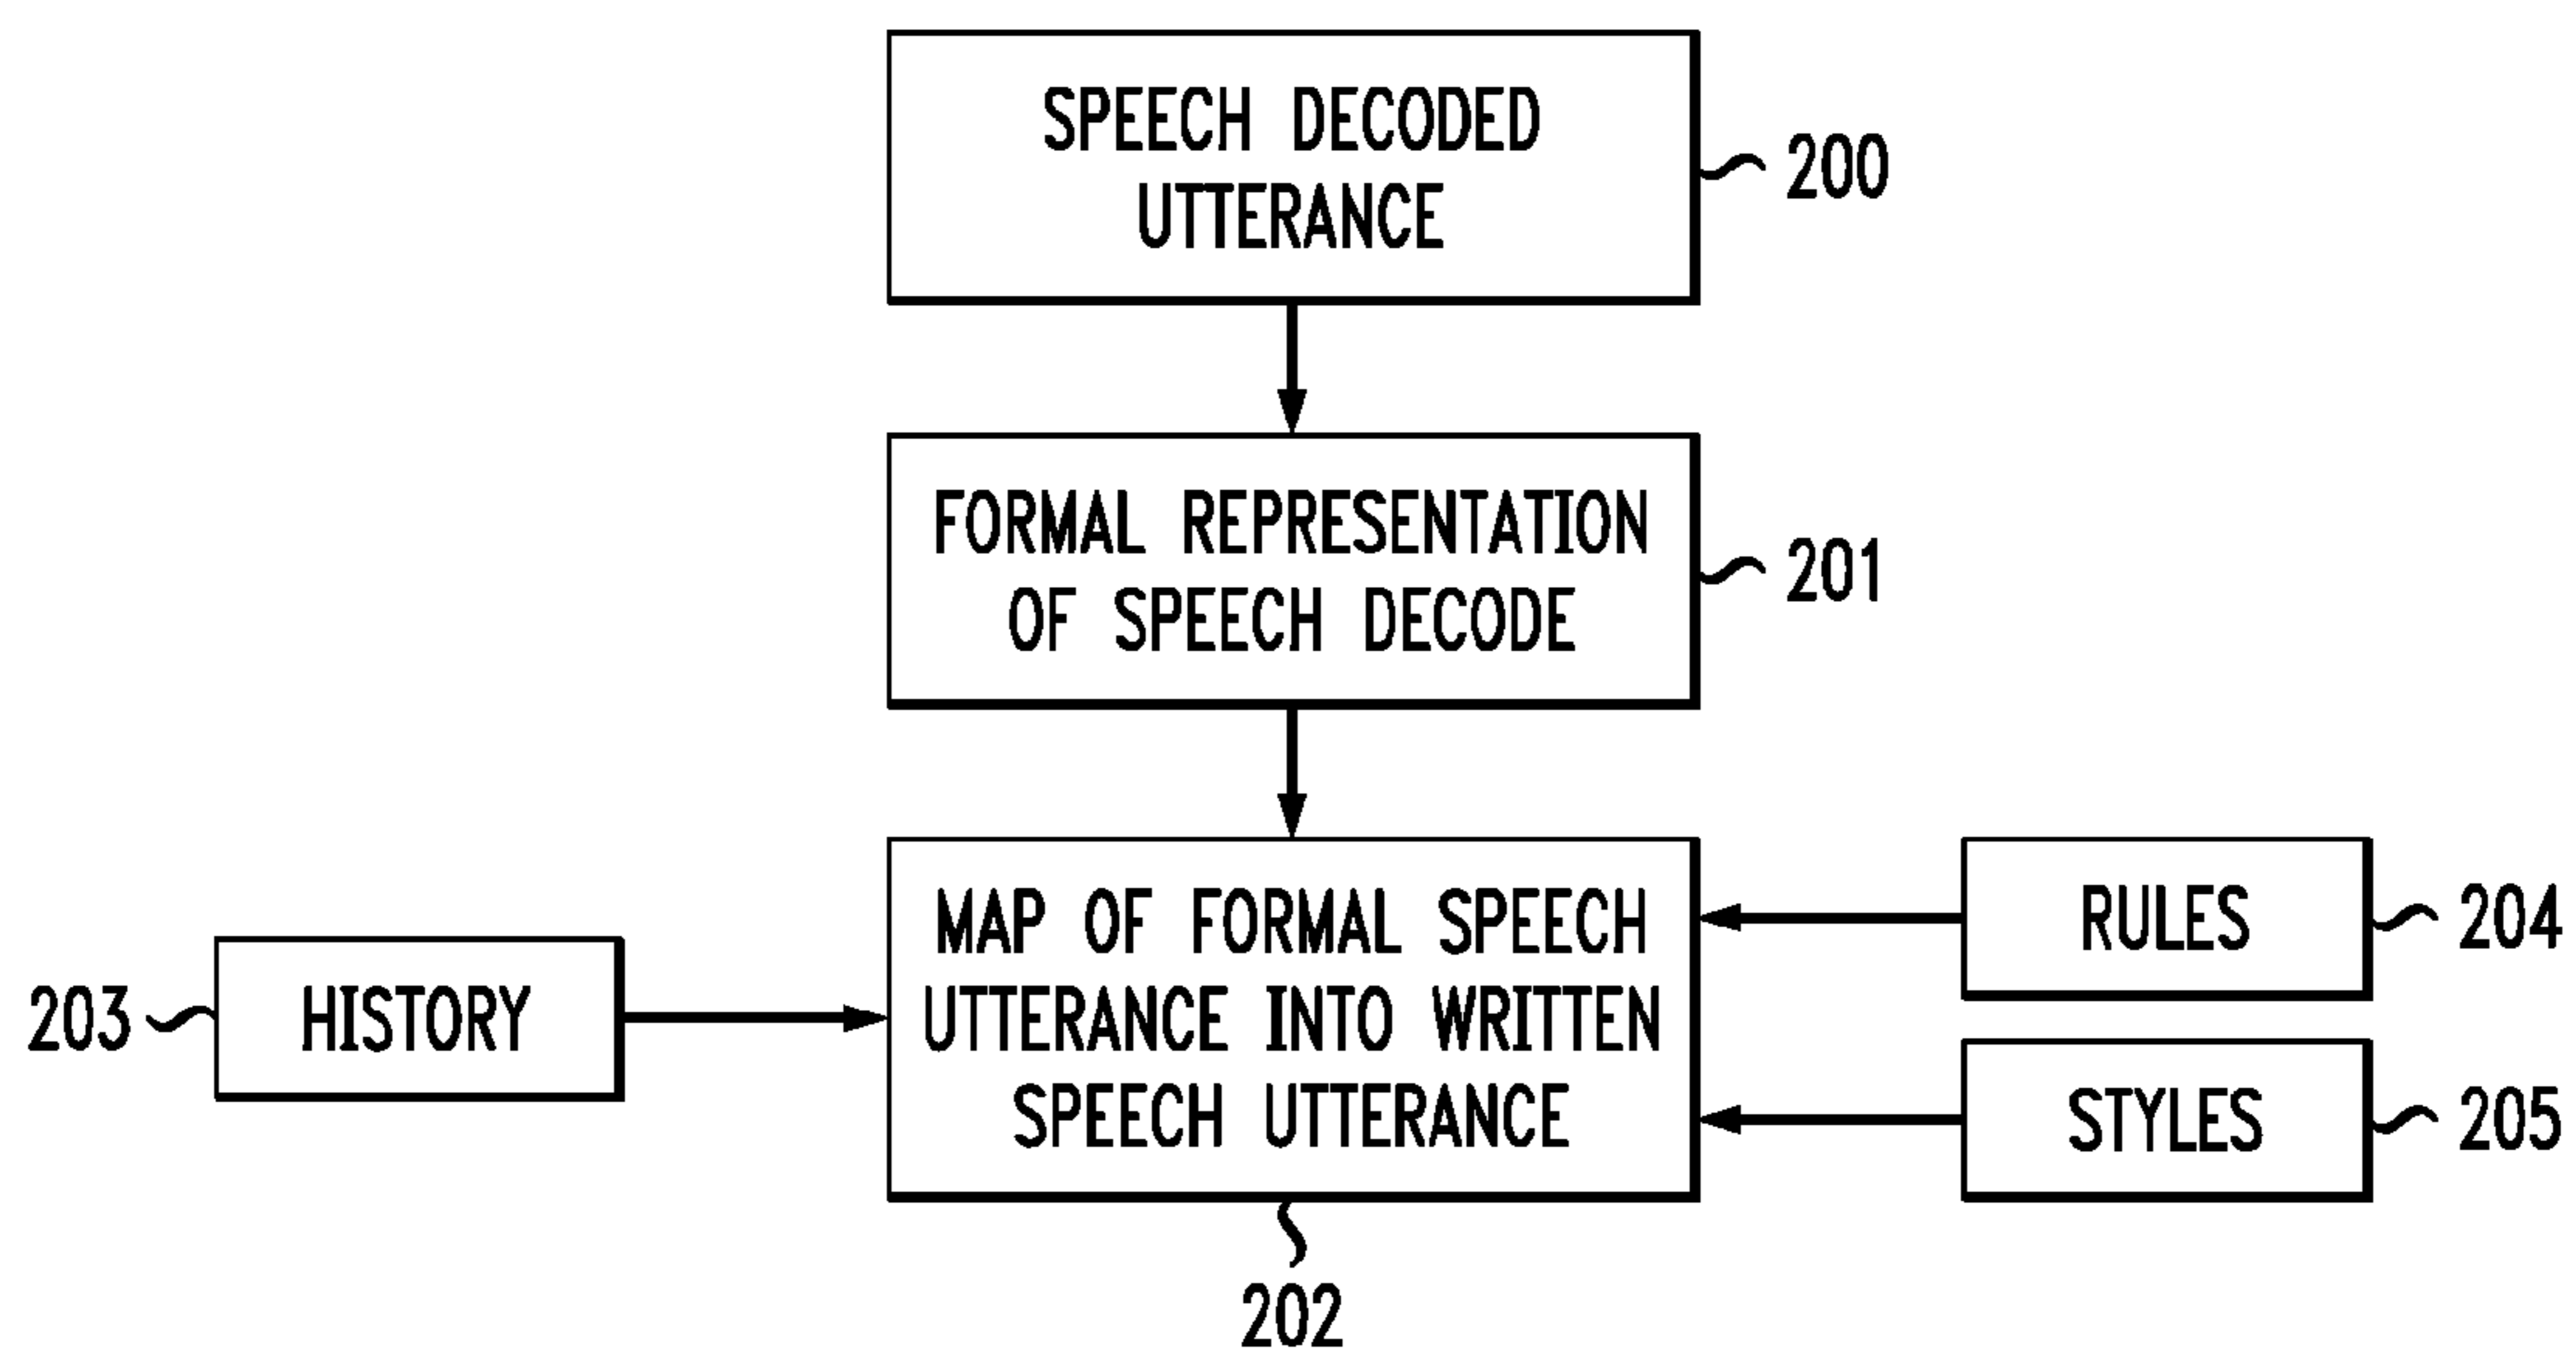 SPEECH DECODED
UTTERANCE
200
FORMAL REPRESENTATION
OF SPEECH DECODE
201
MAP OF FORMAL SPEECH
UTTERANCE INTO WRITTEN
SPEECH UTTERANCE
202
203
HISTORY
RULES
204
STYLES
205